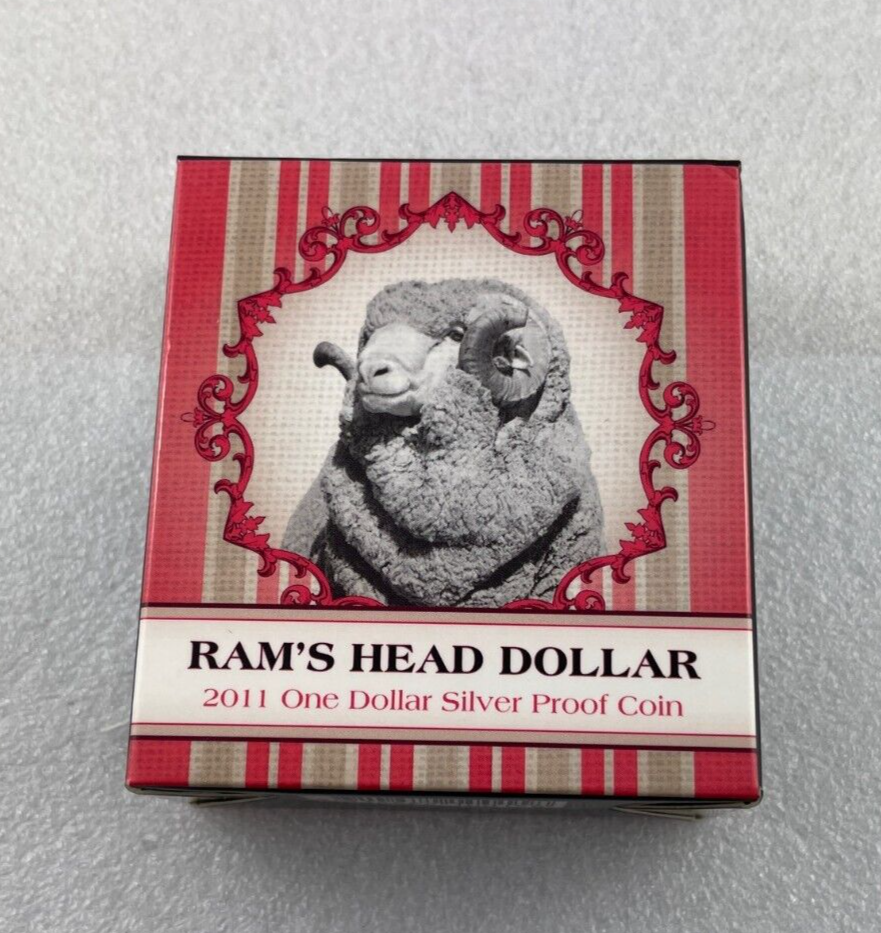 RAM'S HEAD DOLLAR
2011 One Dollar Silver Proof Coin